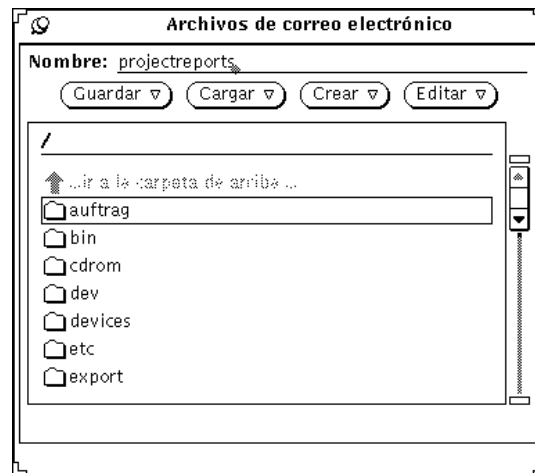 Archivos de correo electrónico
Nombre: projectreports
Guardar Cargar Crear Editar
/
...ir a la carpeta de arriba ...
auftrag
bin
cdrom
dev
devices
etc
export